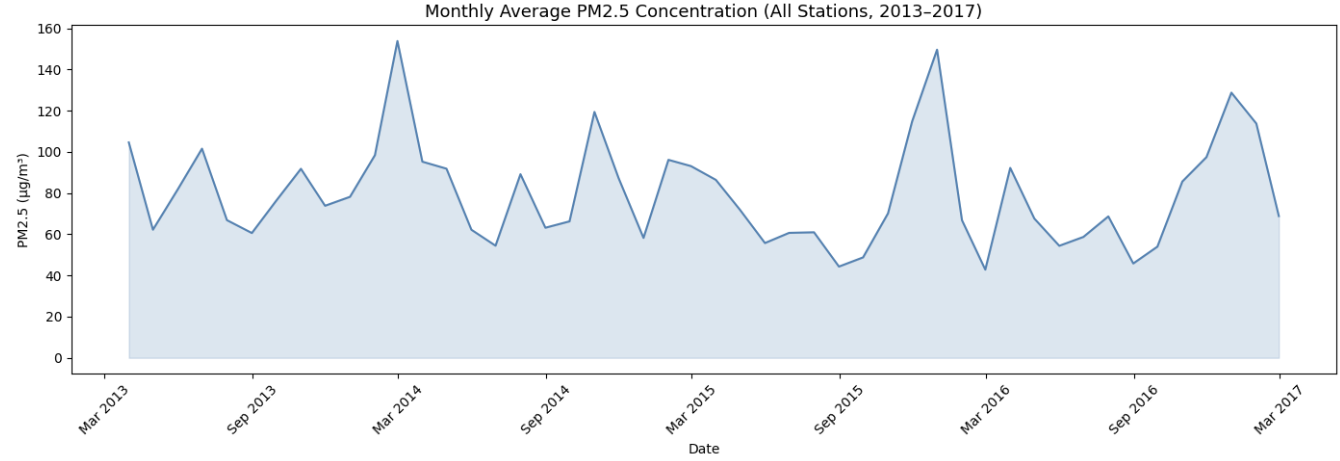 Monthly Average PM2.5 Concentration (All Stations, 2013–2017)
PM2.5 (µg/m³)
160
140
120
100
80
60
40
20
0
Mar 2013
Sep 2013
Mar 2014
Sep 2014
Mar 2015
Sep 2015
Mar 2016
Sep 2016
Mar 2017
Date